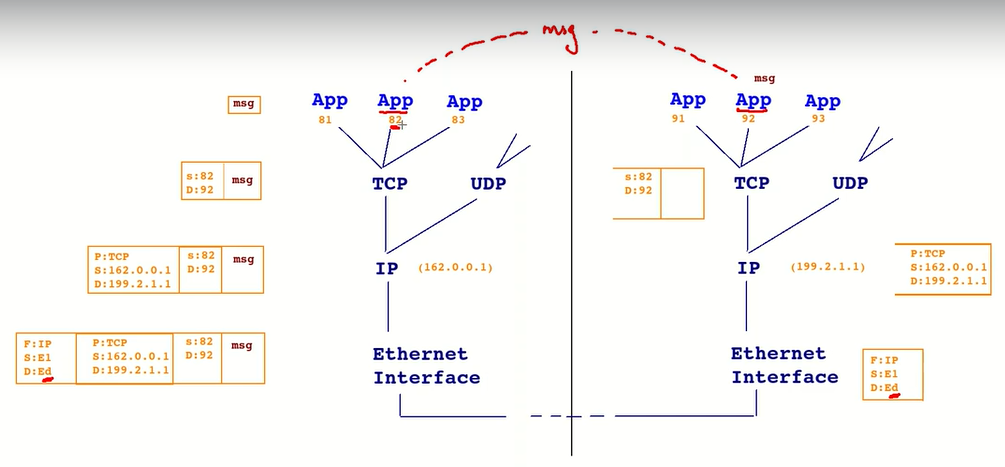 msg
msg
msg
App App App
81 82 83
App App App
91 92 93
s:82
D:92
msg
TCP UDP
s:82
D:92
TCP UDP
P:TCP
S:162.0.0.1
D:199.2.1.1
s:82
D:92
msg
IP (162.0.0.1)
IP (199.2.1.1)
P:TCP
S:162.0.0.1
D:199.2.1.1
F:IP
S:E1
D:Ed
P:TCP
S:162.0.0.1
D:199.2.1.1
s:82
D:92
msg
Ethernet
Interface
Ethernet
Interface
F:IP
S:E1
D:Ed